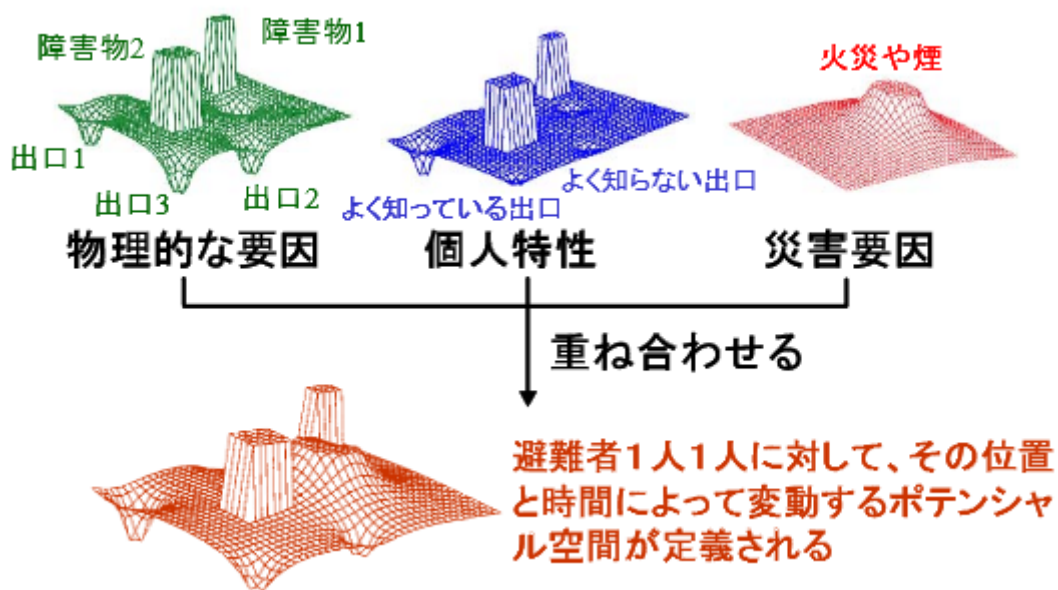 障害物2
障害物1
火災や煙
出口1
出口3
出口2
よく知っている出口
よく知らない出口
物理的な要因
個人特性
災害要因
重ね合わせる
避難者1人1人に対して、その位置
と時間によって変動するポテンシャ
ル空間が定義される